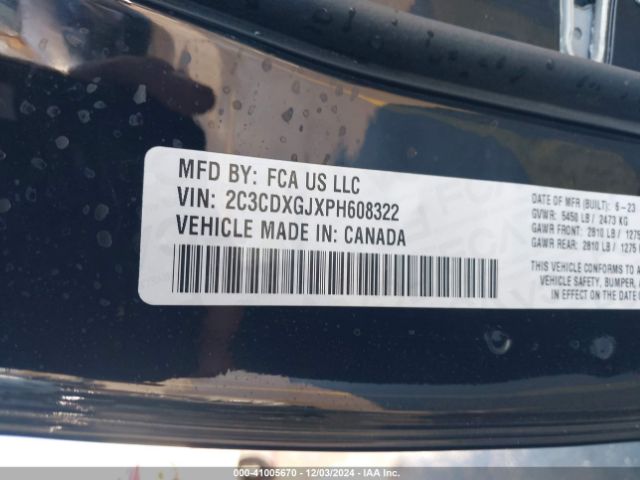 MFD BY: FCA US LLC
VIN: 2C3CDXGJXPH608322
VEHICLE MADE IN: CANADA
DATE OF MFR (BUILT): 6-23
GVWR: 5450 LB / 2473 KG
GAWR FRONT: 2810 LB / 1275
GAWR REAR: 2810 LB / 1275
THIS VEHICLE CONFORMS TO A
VEHICLE SAFETY, BUMPER, A
IN EFFECT ON THE DATE O
000-41005670 - 12/03/2024 - IAA Inc.